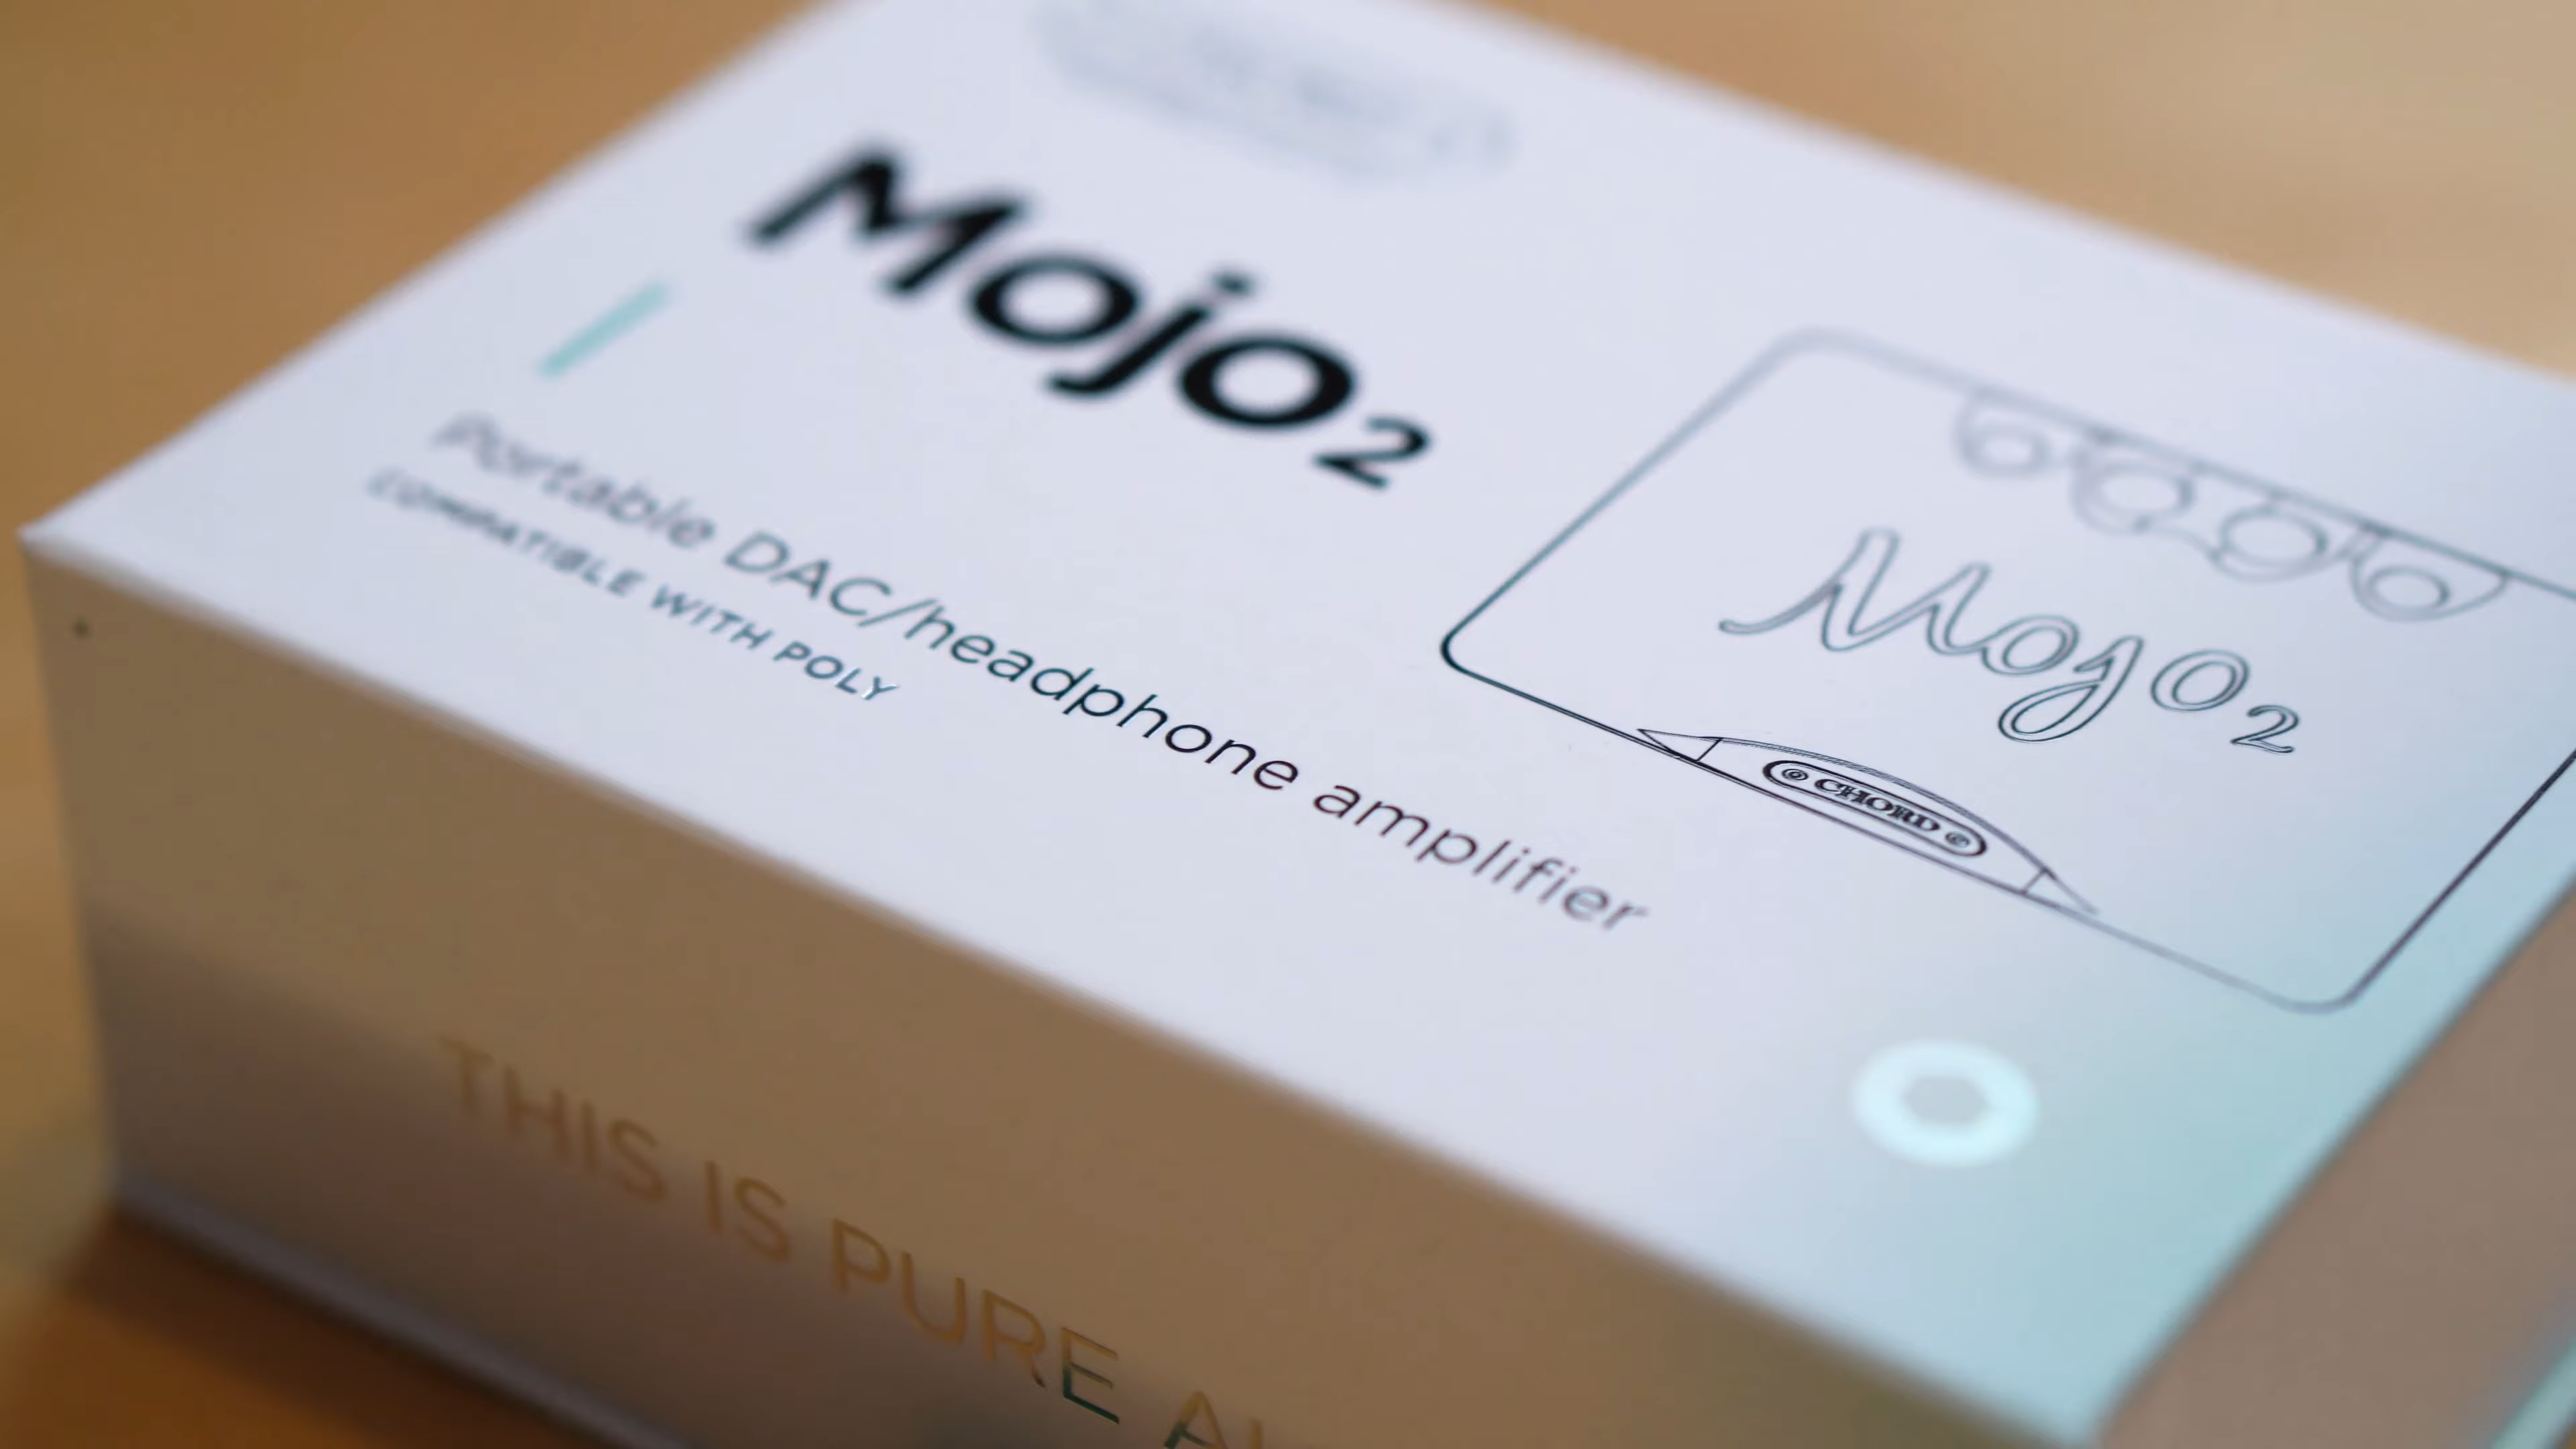 Mojo2
Portable DAC/headphone amplifier
COMPATIBLE WITH POLY
Mojo2
CHORD
THIS IS PURE